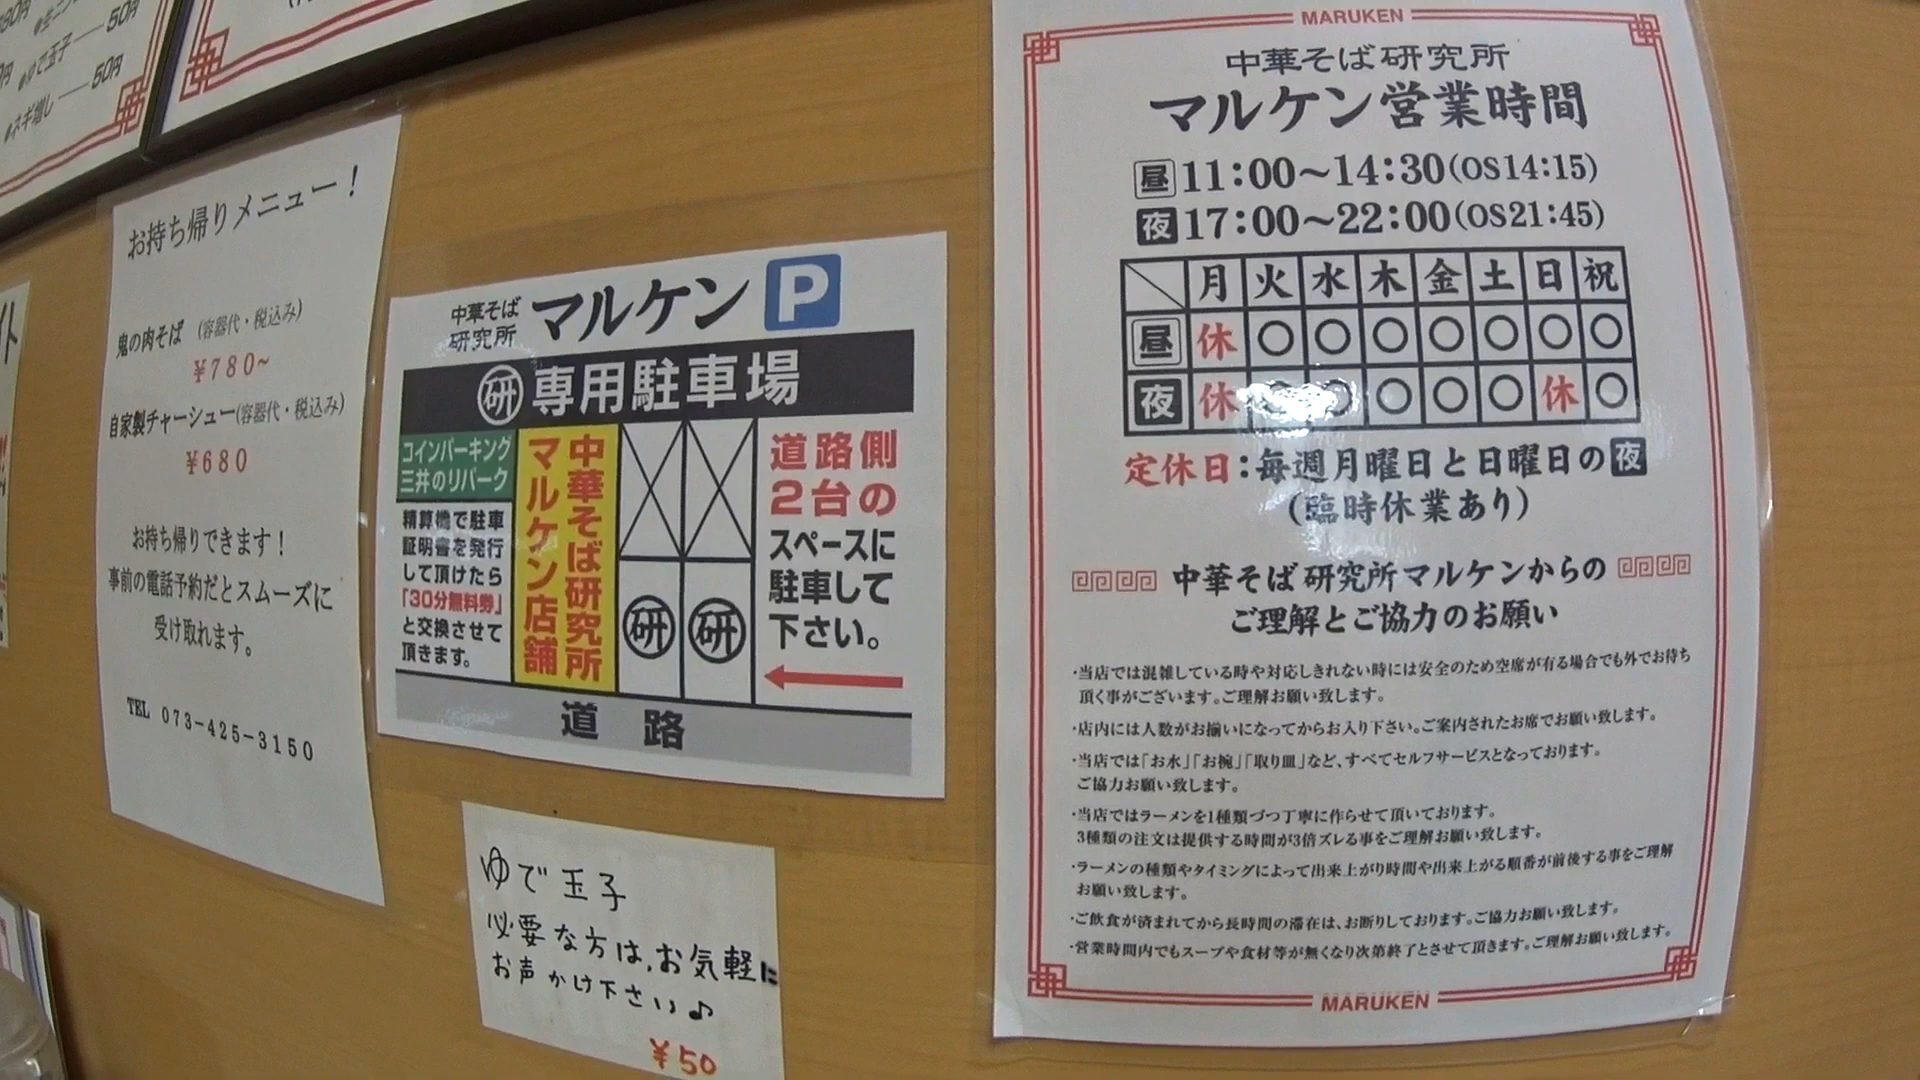 50円
ゆで玉子 50円
ネギ増し 50円
お持ち帰りメニュー！
鬼の肉そば (容器代・税込み)
￥780~
自家製チャーシュー(容器代・税込み)
￥680
お持ち帰りできます！
事前の電話予約だとスムーズに
受け取れます。
TEL 073-425-3150
中華そば
研究所
マルケン P
研 専用駐車場
コインパーキング
三井のリパーク
精算機で駐車
証明書を発行
して頂けたら
「30分無料券」
と交換させて
頂きます。
中華そば研究所
マルケン店舗
研 研
道路側
2台の
スペースに
駐車して
下さい。
道路
ゆで玉子
必要な方は、お気軽に
お声かけ下さい♪
￥50
MARUKEN
中華そば研究所
マルケン営業時間
昼 11:00～14:30(OS14:15)
夜 17:00～22:00(OS21:45)
月 火 水 木 金 土 日 祝
昼 休 〇 〇 〇 〇 〇 〇 〇
夜 休 〇 〇 〇 〇 〇 休 〇
定休日:毎週月曜日と日曜日の夜
(臨時休業あり)
中華そば研究所マルケンからの
ご理解とご協力のお願い
・当店では混雑している時や対応しきれない時には安全のため空席が有る場合でも外でお待ち
頂く事がございます。ご理解お願い致します。
・店内には人数がお揃いになってからお入り下さい。ご案内されたお席でお願い致します。
・当店では「お水」「お椀」「取り皿」など、すべてセルフサービスとなっております。
ご協力お願い致します。
・当店ではラーメンを1種類づつ丁寧に作らせて頂いております。
3種類の注文は提供する時間が3倍ズレる事をご理解お願い致します。
・ラーメンの種類やタイミングによって出来上がり時間や出来上がる順番が前後する事をご理解
お願い致します。
・ご飲食が済まれてから長時間の滞在は、お断りしております。ご協力お願い致します。
・営業時間内でもスープや食材等が無くなり次第終了とさせて頂きます。ご理解お願い致します。
MARUKEN